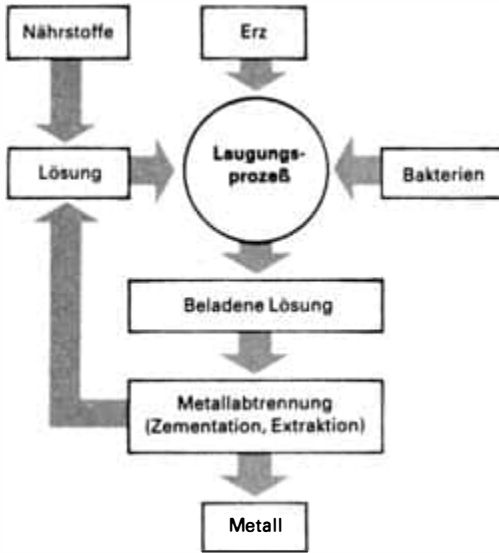 Nährstoffe
Erz
Lösung
Laugungs-
prozeß
Bakterien
Beladene Lösung
Metallabtrennung
(Zementation, Extraktion)
Metall